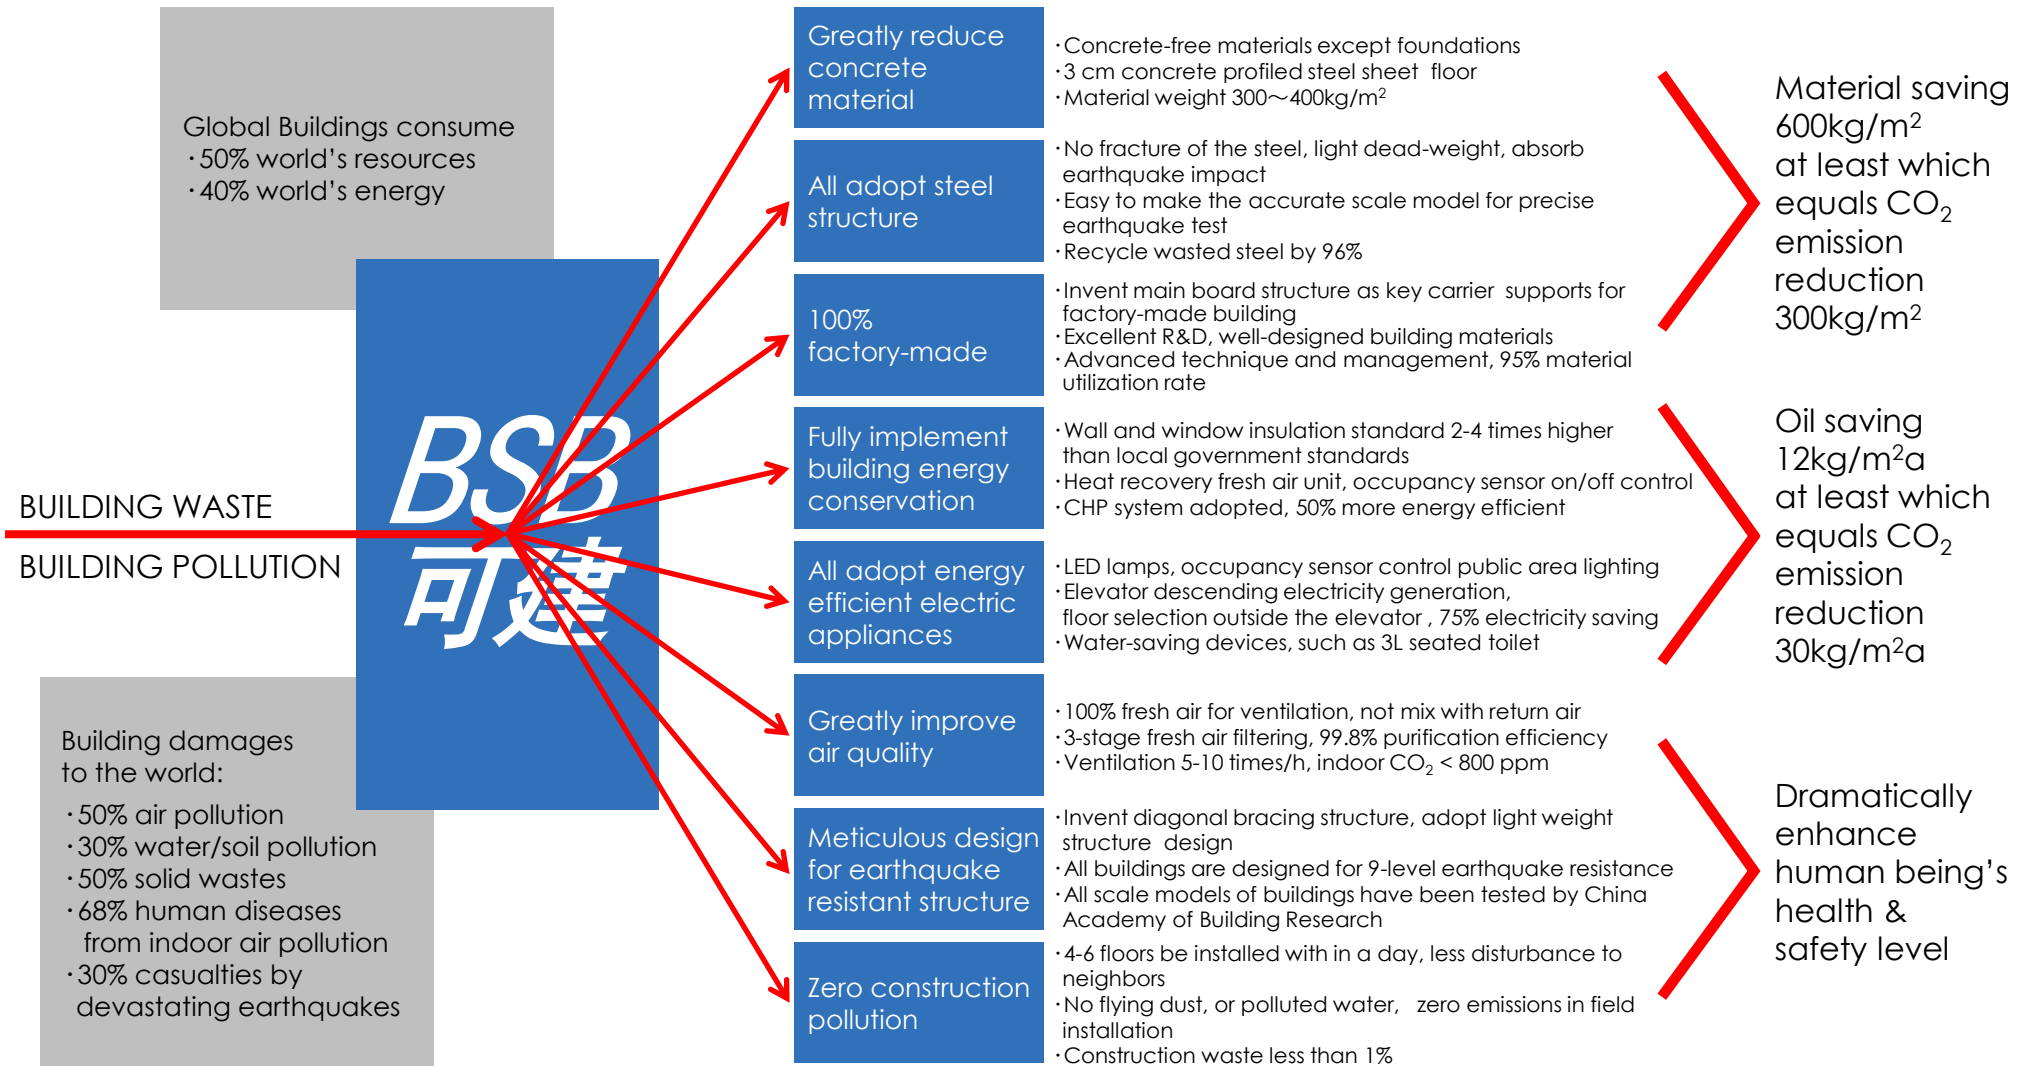 Global Buildings consume
·50% world's resources
·40% world's energy
BUILDING WASTE
BUILDING POLLUTION
Building damages
to the world:
·50% air pollution
·30% water/soil pollution
·50% solid wastes
·68% human diseases
from indoor air pollution
·30% casualties by
devastating earthquakes
BSB
可建
Greatly reduce
concrete
material
·Concrete-free materials except foundations
·3 cm concrete profiled steel sheet floor
·Material weight 300～400kg/m²
All adopt steel
structure
·No fracture of the steel, light dead-weight, absorb
earthquake impact
·Easy to make the accurate scale model for precise
earthquake test
·Recycle wasted steel by 96%
100%
factory-made
·Invent main board structure as key carrier supports for
factory-made building
·Excellent R&D, well-designed building materials
·Advanced technique and management, 95% material
utilization rate
Material saving
600kg/m²
at least which
equals CO₂
emission
reduction
300kg/m²
Fully implement
building energy
conservation
·Wall and window insulation standard 2-4 times higher
than local government standards
·Heat recovery fresh air unit, occupancy sensor on/off control
·CHP system adopted, 50% more energy efficient
All adopt energy
efficient electric
appliances
·LED lamps, occupancy sensor control public area lighting
·Elevator descending electricity generation,
floor selection outside the elevator , 75% electricity saving
·Water-saving devices, such as 3L seated toilet
Oil saving
12kg/m²a
at least which
equals CO₂
emission
reduction
30kg/m²a
Greatly improve
air quality
·100% fresh air for ventilation, not mix with return air
·3-stage fresh air filtering, 99.8% purification efficiency
·Ventilation 5-10 times/h, indoor CO₂ < 800 ppm
Meticulous design
for earthquake
resistant structure
·Invent diagonal bracing structure, adopt light weight
structure design
·All buildings are designed for 9-level earthquake resistance
·All scale models of buildings have been tested by China
Academy of Building Research
Zero construction
pollution
·4-6 floors be installed with in a day, less disturbance to
neighbors
·No flying dust, or polluted water, zero emissions in field
installation
·Construction waste less than 1%
Dramatically
enhance
human being's
health &
safety level